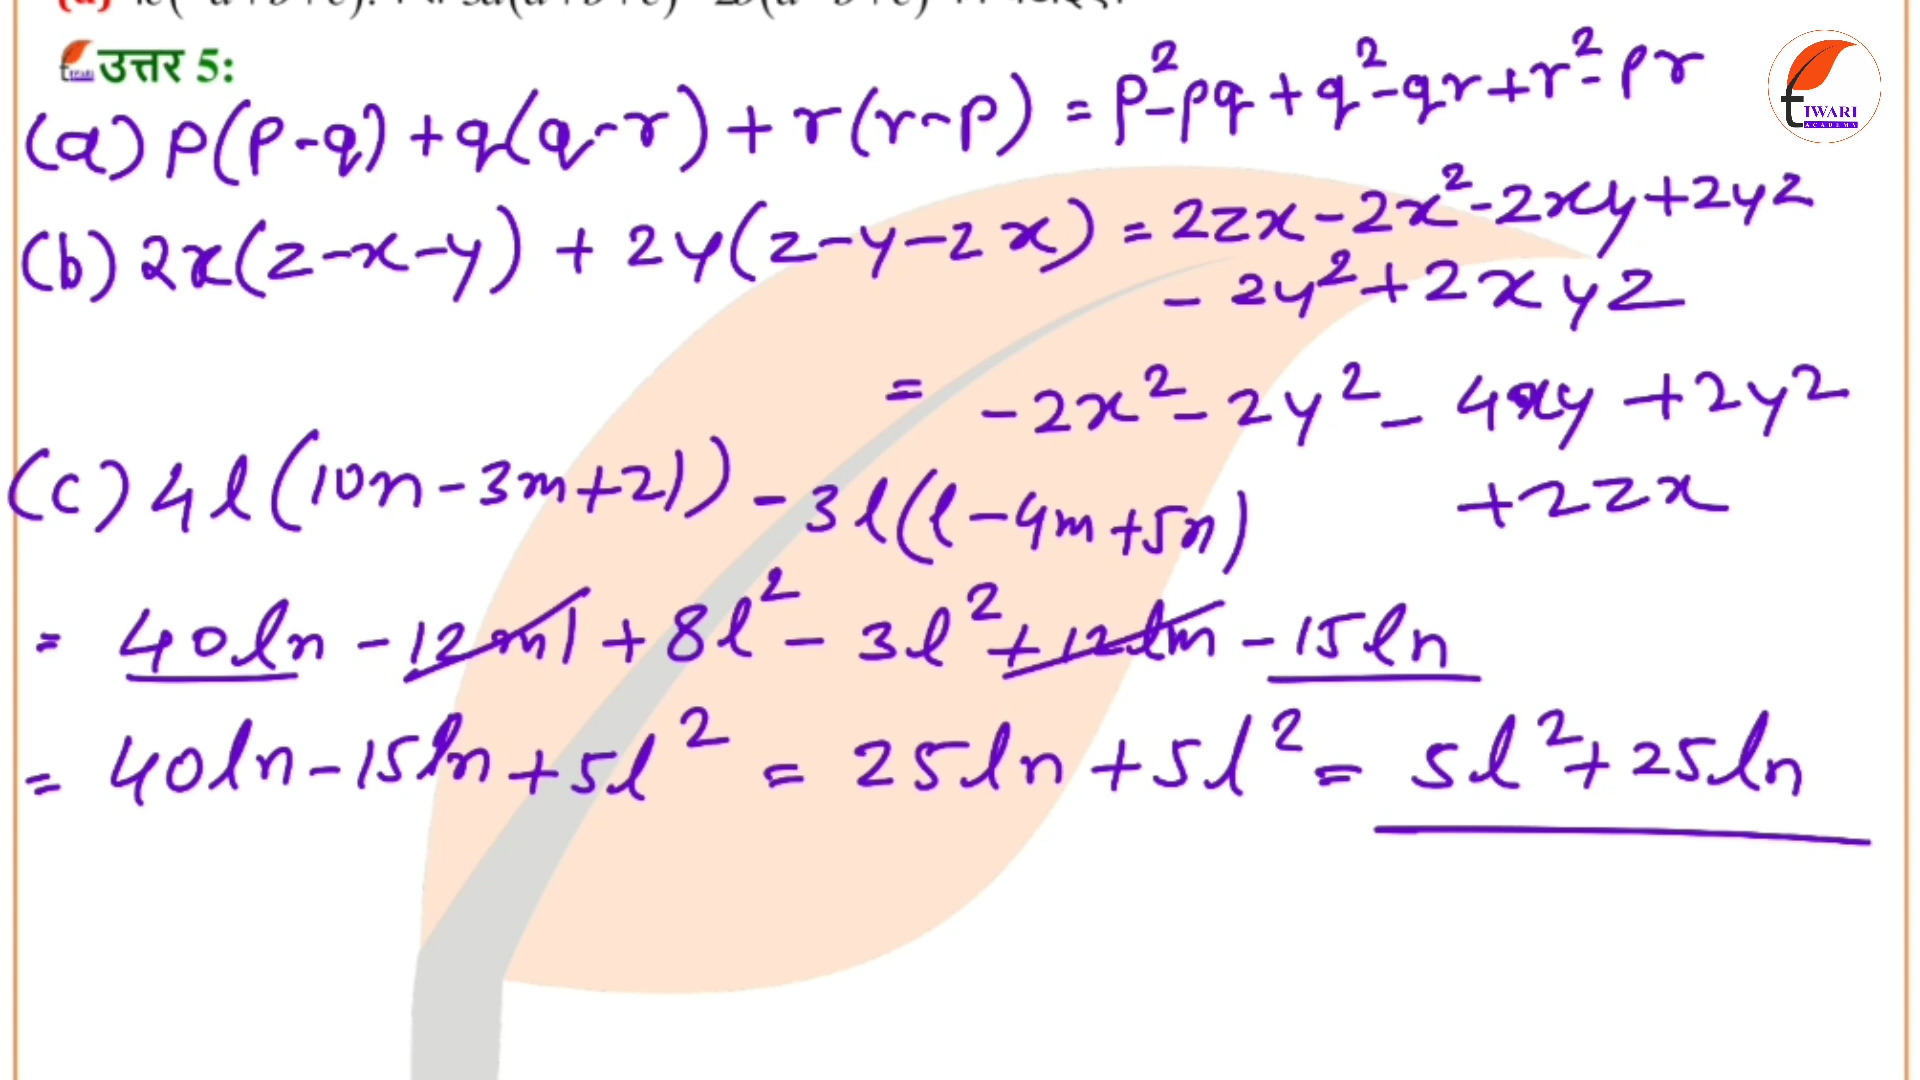 उत्तर 5:
TIWARI
ACADEMY
(a) p(p-q) + q(q-r) + r(r-p) = p²-pq + q²-qr + r²-pr
(b) 2x(z-x-y) + 2y(z-y-2x) = 2zx - 2x² - 2xy + 2yz
- 2y² + 2xyz
= -2x² - 2y² - 4xy + 2yz
+ 2zx
(c) 4l(10n-3m+2l) - 3l(l-4m+5n)
= 40ln - 12ml + 8l² - 3l² + 12lm - 15ln
= 40ln - 15ln + 5l² = 25ln + 5l² = 5l² + 25ln